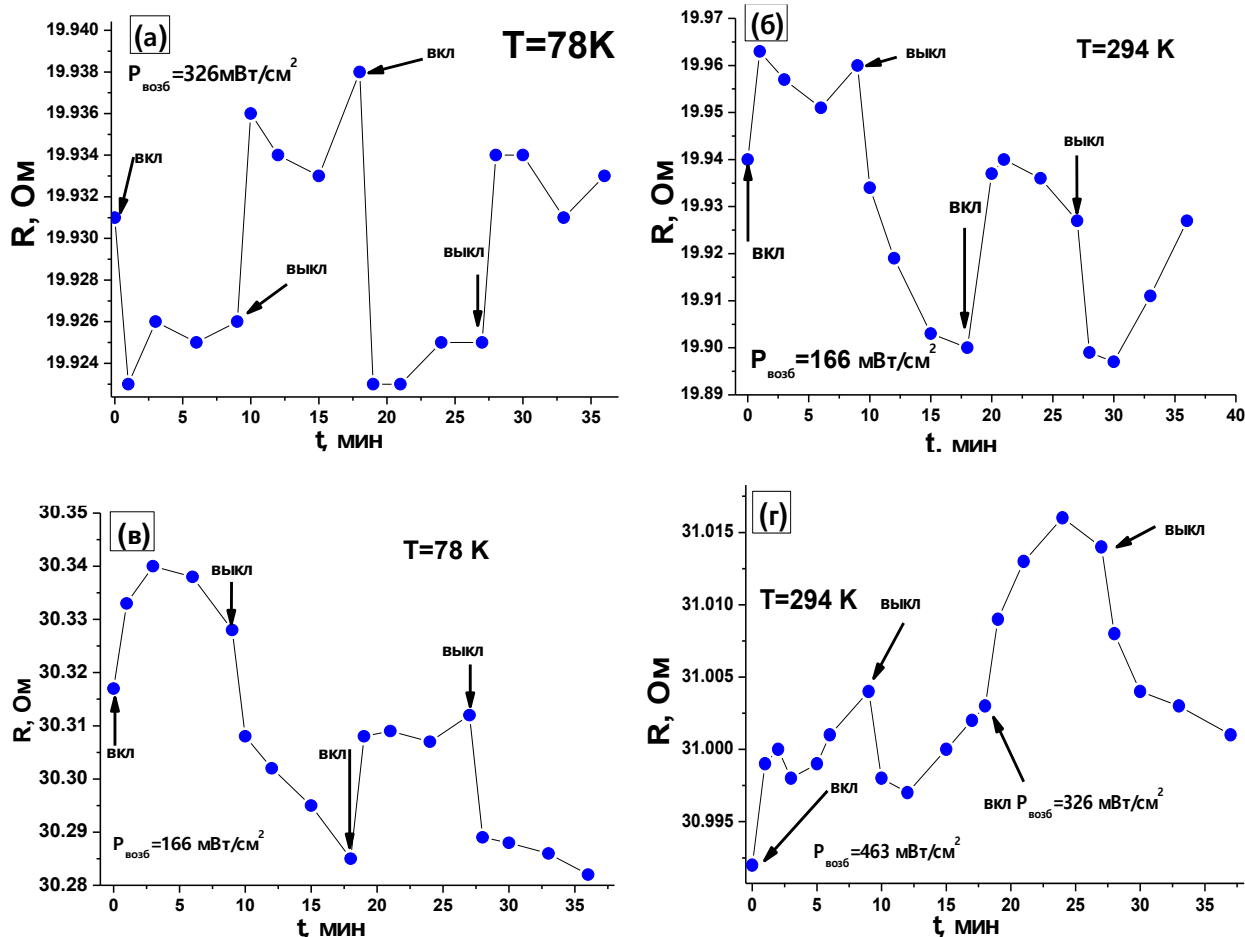 (а)
T=78K
P возб =326мВт/см2
вкл
вкл
выкл
выкл
R, Ом
19.940
19.938
19.936
19.934
19.933
19.930
19.928
19.926
19.924
0 5 10 15 20 25 30 35
t, мин
(б)
T=294 K
выкл
выкл
вкл
вкл
P возб =166 мВт/см2
R, Ом
19.97
19.96
19.95
19.94
19.93
19.92
19.91
19.90
19.89
0 5 10 15 20 25 30 35 40
t. мин
(в)
T=78 K
выкл
выкл
вкл
вкл
P возб =166 мВт/см2
R, Ом
30.35
30.34
30.33
30.32
30.31
30.30
30.29
30.28
0 5 10 15 20 25 30 35
t, мин
(г)
T=294 K
выкл
выкл
вкл
вкл P возб =326 мВт/см2
P возб =463 мВт/см2
R, Ом
31.015
31.010
31.004
31.000
30.995
0 5 10 15 20 25 30 35
t, мин